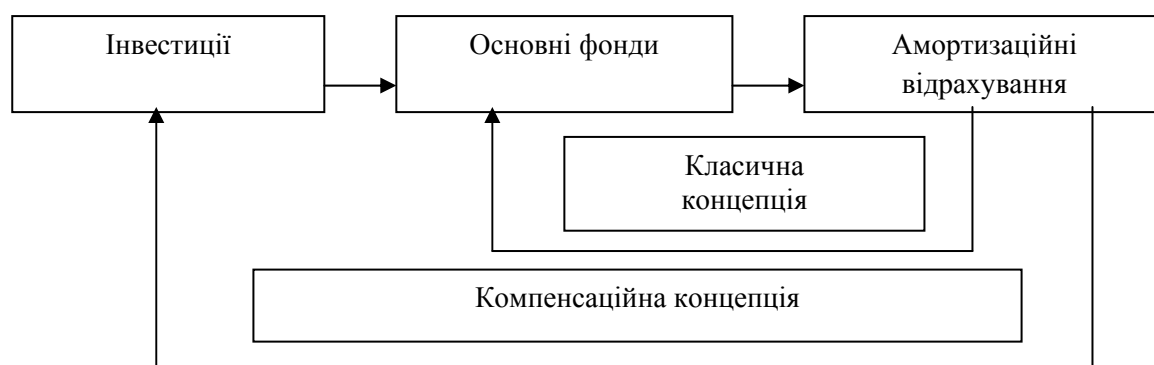 Інвестиції
Основні фонди
Амортизаційні
відрахування
Класична
концепція
Компенсаційна концепція